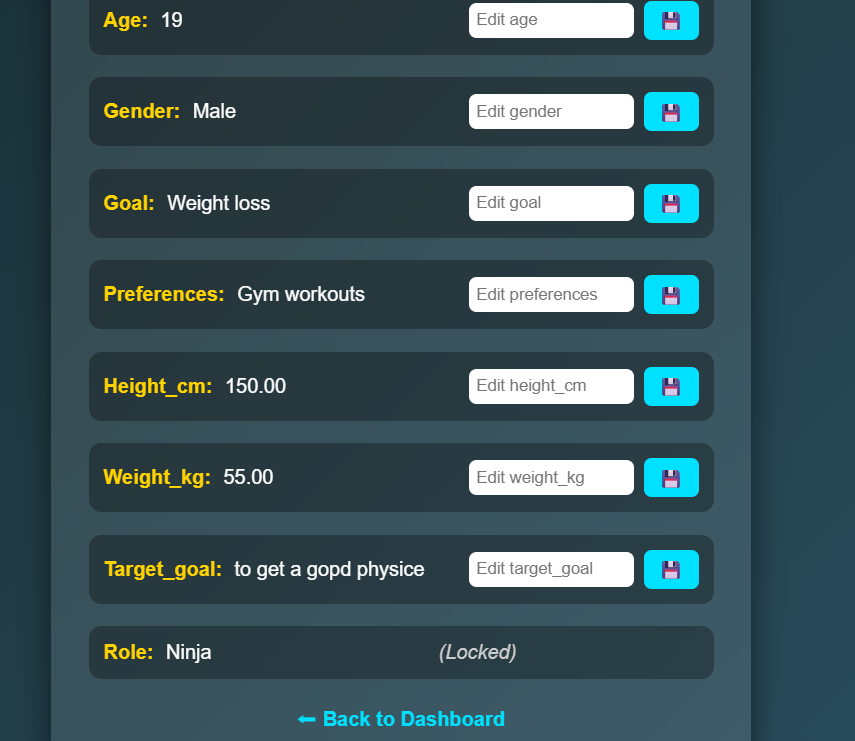 Age: 19 Edit age
Gender: Male Edit gender
Goal: Weight loss Edit goal
Preferences: Gym workouts Edit preferences
Height_cm: 150.00 Edit height_cm
Weight_kg: 55.00 Edit weight_kg
Target_goal: to get a gopd physice Edit target_goal
Role: Ninja (Locked)
← Back to Dashboard